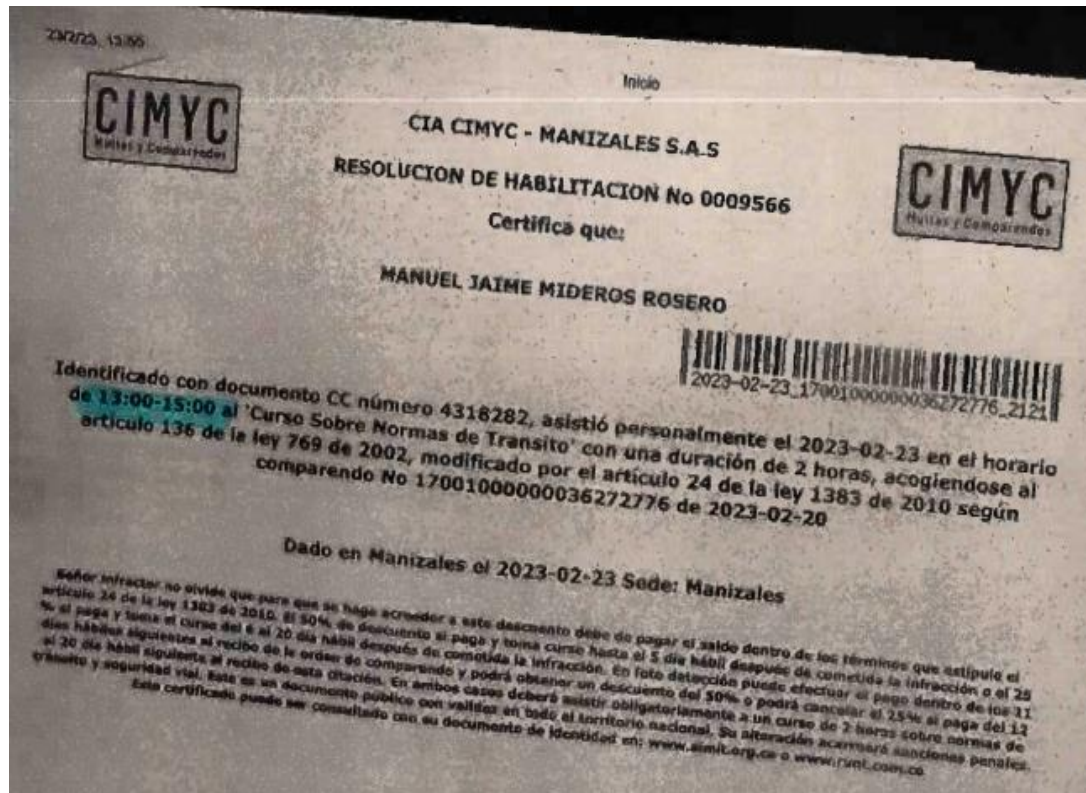 23/2/23, 13:55
Inicio
CIMYC
Multas y Comparendos
CIA CIMYC - MANIZALES S.A.S
RESOLUCION DE HABILITACION No 0009566
Certifica que:
CIMYC
Multas y Comparendos
MANUEL JAIME MIDEROS ROSERO
2023-02-23_17001000000036272776_2121
Identificado con documento CC número 4318282, asistió personalmente el 2023-02-23 en el horario
de 13:00-15:00 al 'Curso Sobre Normas de Transito' con una duración de 2 horas, acogiendose al
artículo 136 de la ley 769 de 2002, modificado por el artículo 24 de la ley 1383 de 2010 según
comparendo No 17001000000036272776 de 2023-02-20
Dado en Manizales el 2023-02-23 Sede: Manizales
Señor infractor no olvide que para que se haga acreedor a este descuento debe de pagar el saldo dentro de los términos que estipula el
artículo 24 de la ley 1383 de 2010. El 50% de descuento si paga y toma curso hasta el 5 día hábil después de cometida la infracción o el 25
% si paga y toma el curso del 6 al 20 día hábil después de cometida la infracción. En foto detección puede efectuar el pago dentro de los 11
días hábiles siguientes al recibo de la orden de comparendo y podrá obtener un descuento del 50% o podrá cancelar el 25% si paga del 12
al 20 día hábil siguiente al recibo de esta citación. En ambos casos deberá asistir obligatoriamente a un curso de 2 horas sobre normas de
tránsito y seguridad vial. Este es un documento público con validez en todo el territorio nacional. Su alteración acarreará sanciones penales.
Este certificado puede ser consultado con su documento de identidad en: www.simit.org.co o www.runt.com.co